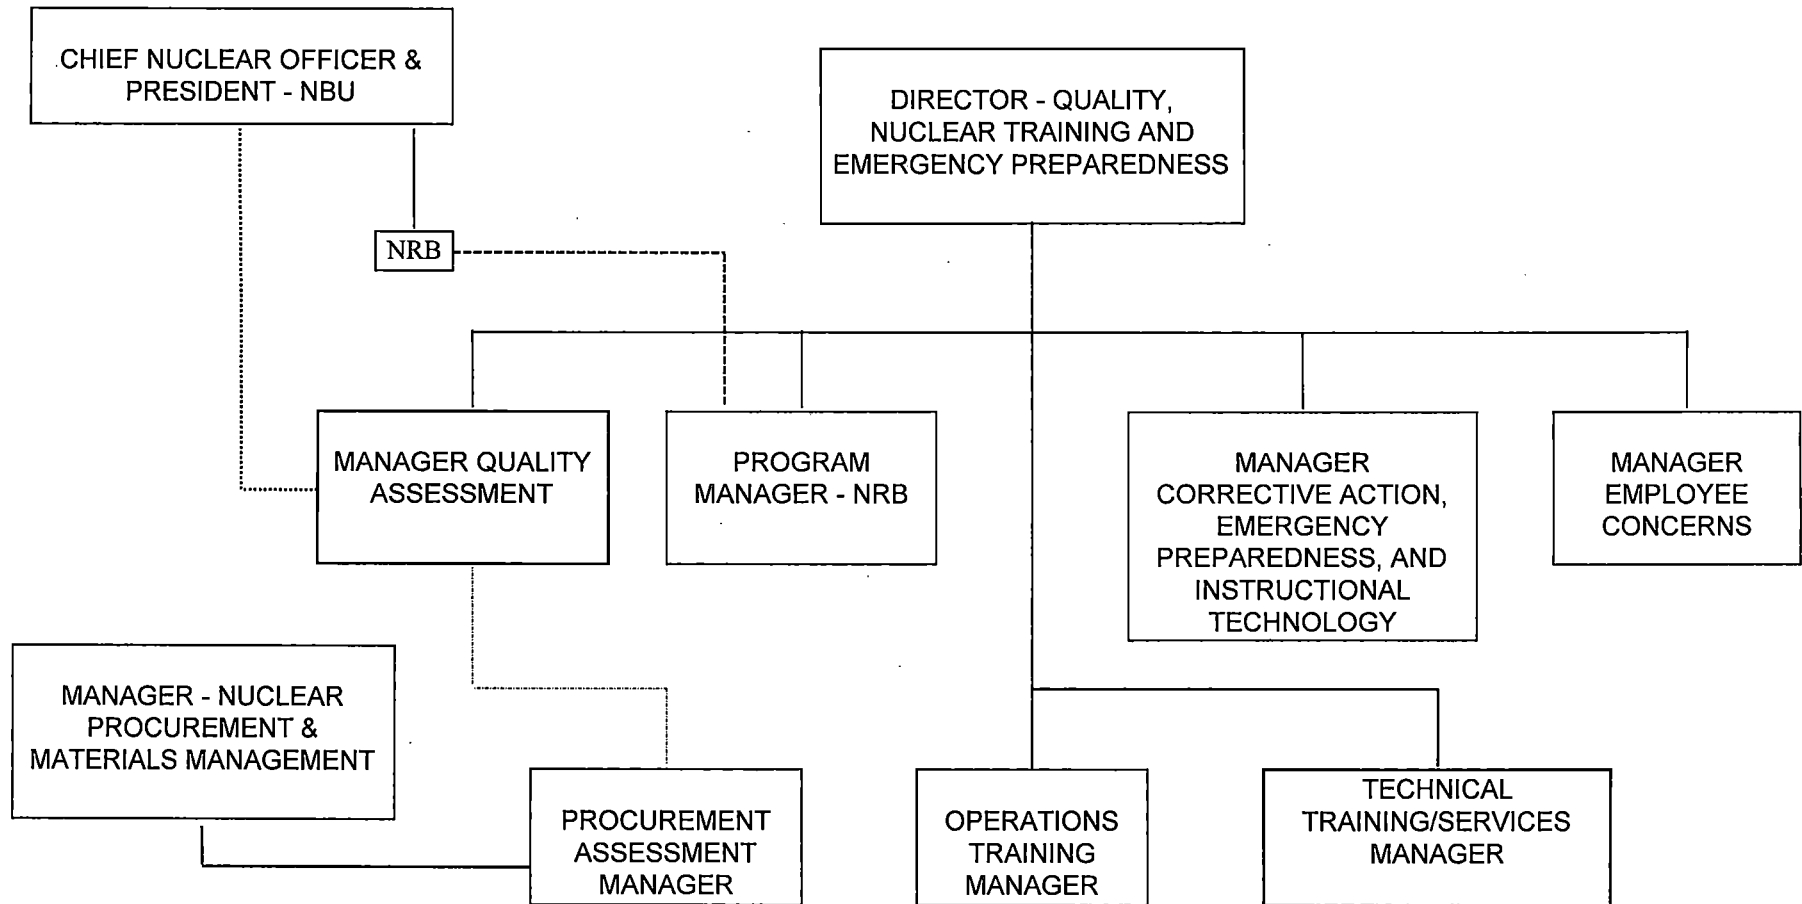 CHIEF NUCLEAR OFFICER &
PRESIDENT - NBU
DIRECTOR - QUALITY,
NUCLEAR TRAINING AND
EMERGENCY PREPAREDNESS
NRB
MANAGER QUALITY
ASSESSMENT
PROGRAM
MANAGER - NRB
MANAGER
CORRECTIVE ACTION,
EMERGENCY
PREPAREDNESS, AND
INSTRUCTIONAL
TECHNOLOGY
MANAGER
EMPLOYEE
CONCERNS
MANAGER - NUCLEAR
PROCUREMENT &
MATERIALS MANAGEMENT
PROCUREMENT
ASSESSMENT
MANAGER
OPERATIONS
TRAINING
MANAGER
TECHNICAL
TRAINING/SERVICES
MANAGER